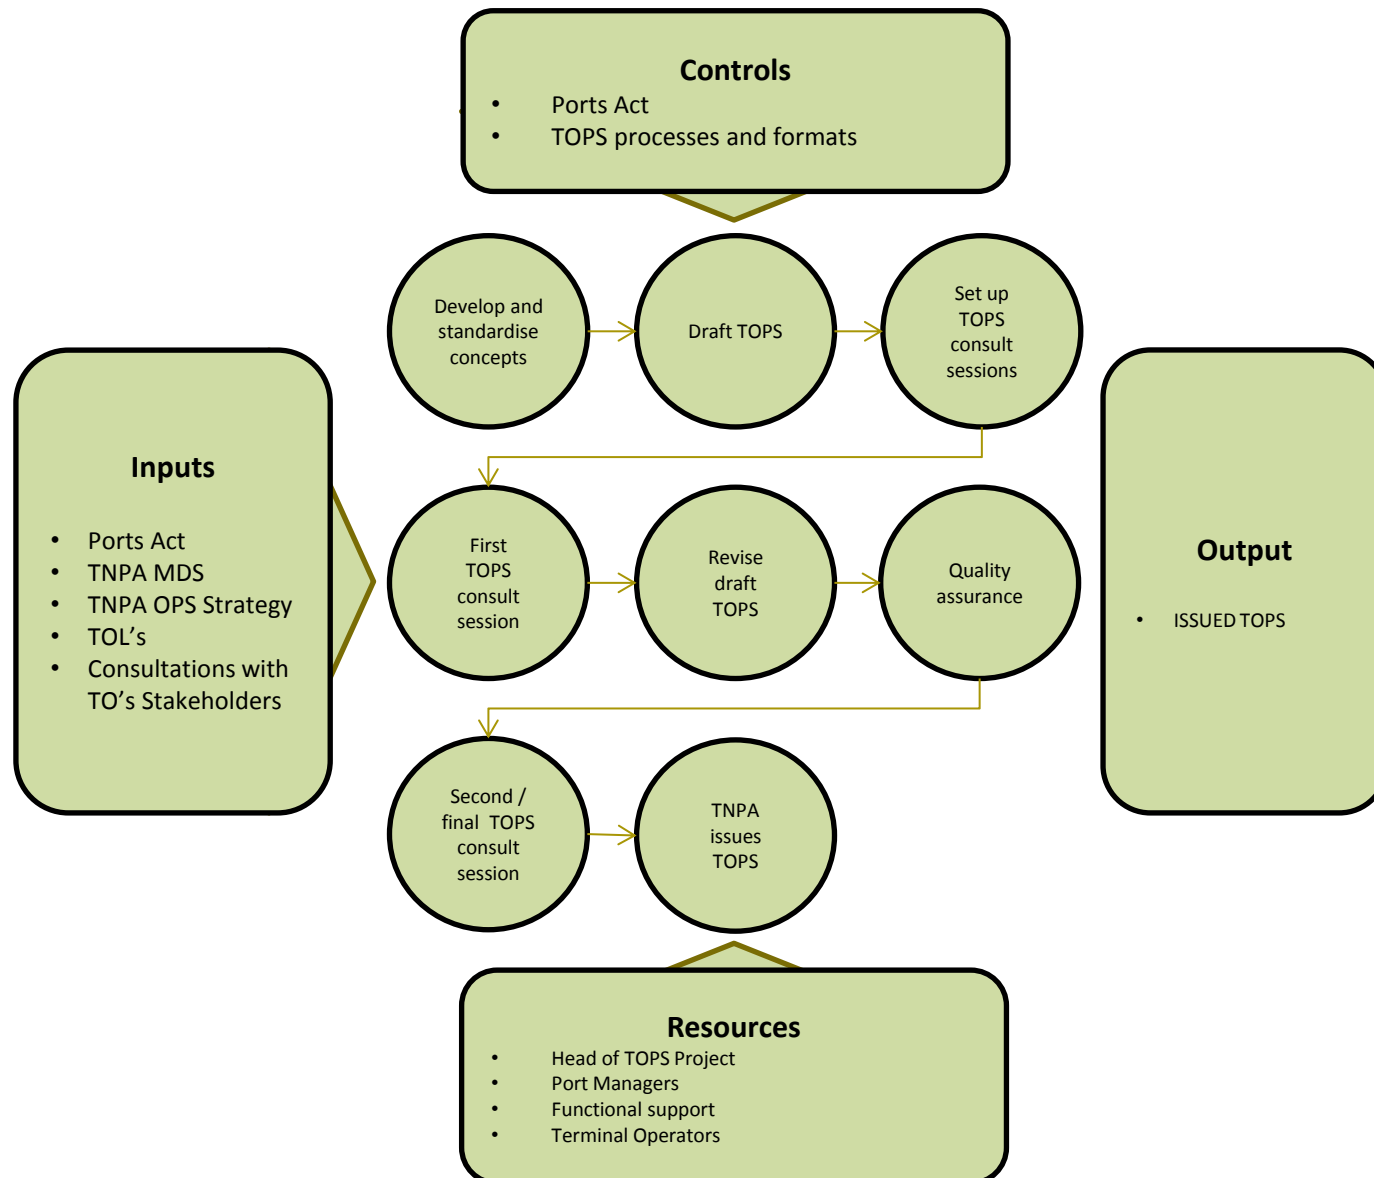 Controls
• Ports Act
• TOPS processes and formats
Develop and
standardise
concepts
Draft TOPS
Set up
TOPS
consult
sessions
Inputs
• Ports Act
• TNPA MDS
• TNPA OPS Strategy
• TOL’s
• Consultations with
TO’s Stakeholders
First
TOPS
consult
session
Revise
draft
TOPS
Quality
assurance
Output
• ISSUED TOPS
Second /
final TOPS
consult
session
TNPA
issues
TOPS
Resources
• Head of TOPS Project
• Port Managers
• Functional support
• Terminal Operators